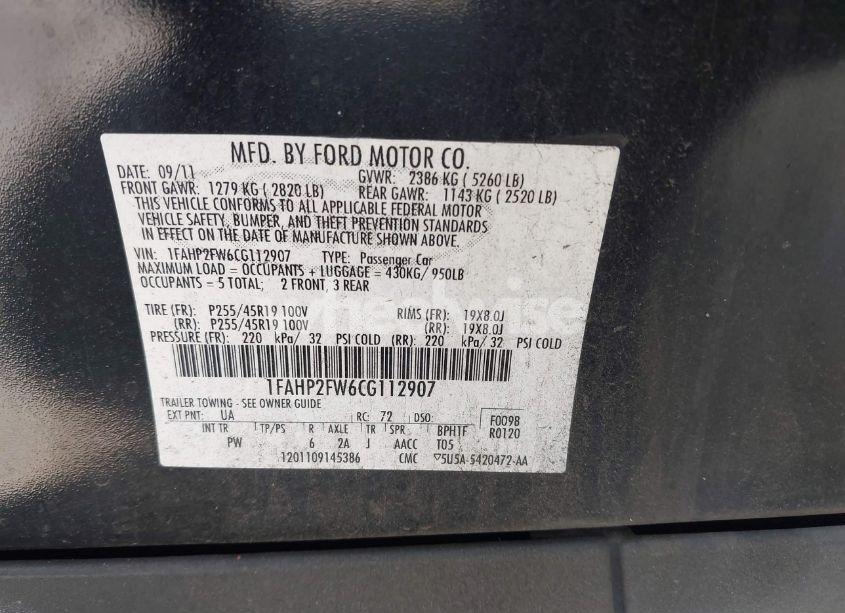 MFD. BY FORD MOTOR CO.
DATE: 09/11 GVWR: 2386 KG ( 5260 LB)
FRONT GAWR: 1279 KG ( 2820 LB) REAR GAWR: 1143 KG ( 2520 LB)
THIS VEHICLE CONFORMS TO ALL APPLICABLE FEDERAL MOTOR
VEHICLE SAFETY, BUMPER, AND THEFT PREVENTION STANDARDS
IN EFFECT ON THE DATE OF MANUFACTURE SHOWN ABOVE.
VIN: 1FAHP2FW6CG112907 TYPE: Passenger Car
MAXIMUM LOAD = OCCUPANTS + LUGGAGE = 430KG/ 950LB
OCCUPANTS = 5 TOTAL; 2 FRONT, 3 REAR
TIRE (FR): P255/45R19 100V RIMS (FR): 19X8.0J
(RR): P255/45R19 100V (RR): 19X8.0J
PRESSURE (FR): 220 kPa/ 32 PSI COLD (RR): 220 kPa/ 32 PSI COLD
1FAHP2FW6CG112907
TRAILER TOWING - SEE OWNER GUIDE
EXT PNT: UA RC: 72 DSO: F0098
R0120
INT TR TP/PS R AXLE TR SPR BPHTF
PW 6 2A J AACC T05
1201109145386 CMC ▽5U5A-5420472-AA